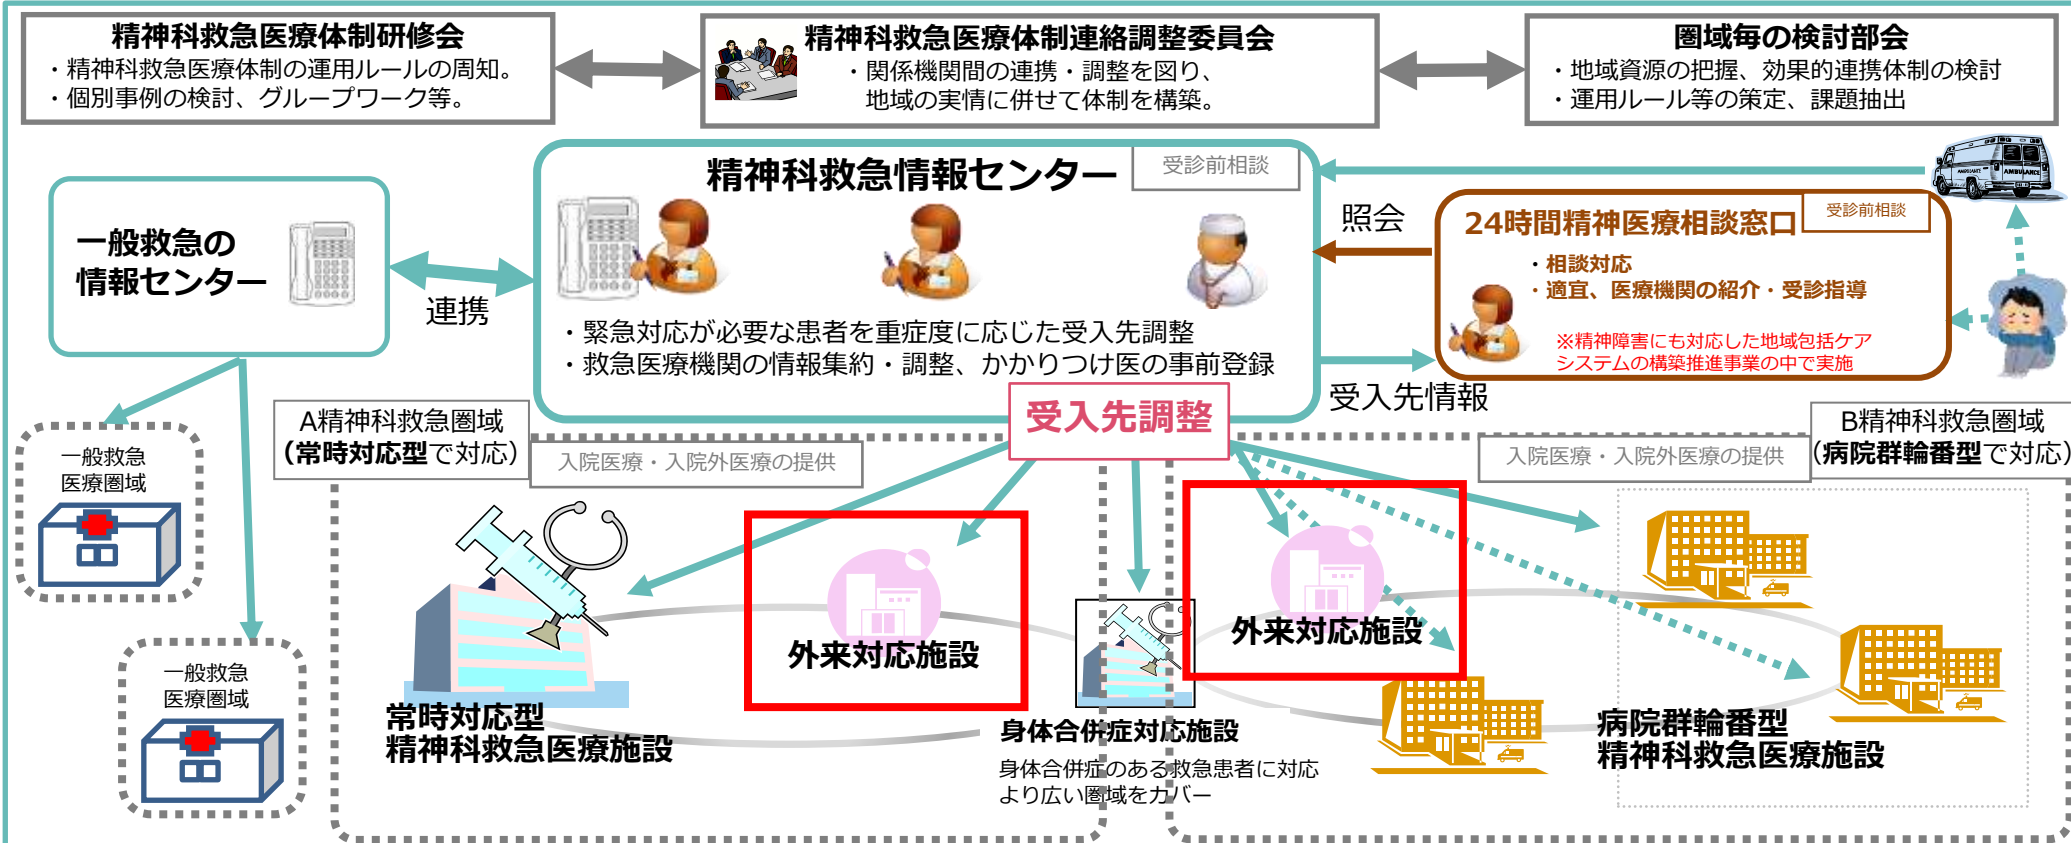 精神科救急医療体制研修会
・精神科救急医療体制の運用ルールの周知。
・個別事例の検討、グループワーク等。
精神科救急医療体制連絡調整委員会
・関係機関間の連携・調整を図り、
地域の実情に併せて体制を構築。
圏域毎の検討部会
・地域資源の把握、効果的連携体制の検討
・運用ルール等の策定、課題抽出
精神科救急情報センター
受診前相談
・緊急対応が必要な患者を重症度に応じた受入先調整
・救急医療機関の情報集約・調整、かかりつけ医の事前登録
一般救急の
情報センター
連携
照会
受入先情報
AMBULANCE
AMBULANCE
24時間精神医療相談窓口
受診前相談
・相談対応
・適宜、医療機関の紹介・受診指導
※精神障害にも対応した地域包括ケア
システムの構築推進事業の中で実施
受入先調整
A精神科救急圏域
(常時対応型で対応)
入院医療・入院外医療の提供
B精神科救急圏域
(病院群輪番型で対応)
入院医療・入院外医療の提供
一般救急
医療圏域
一般救急
医療圏域
外来対応施設
外来対応施設
常時対応型
精神科救急医療施設
身体合併症対応施設
身体合併症のある救急患者に対応
より広い圏域をカバー
病院群輪番型
精神科救急医療施設